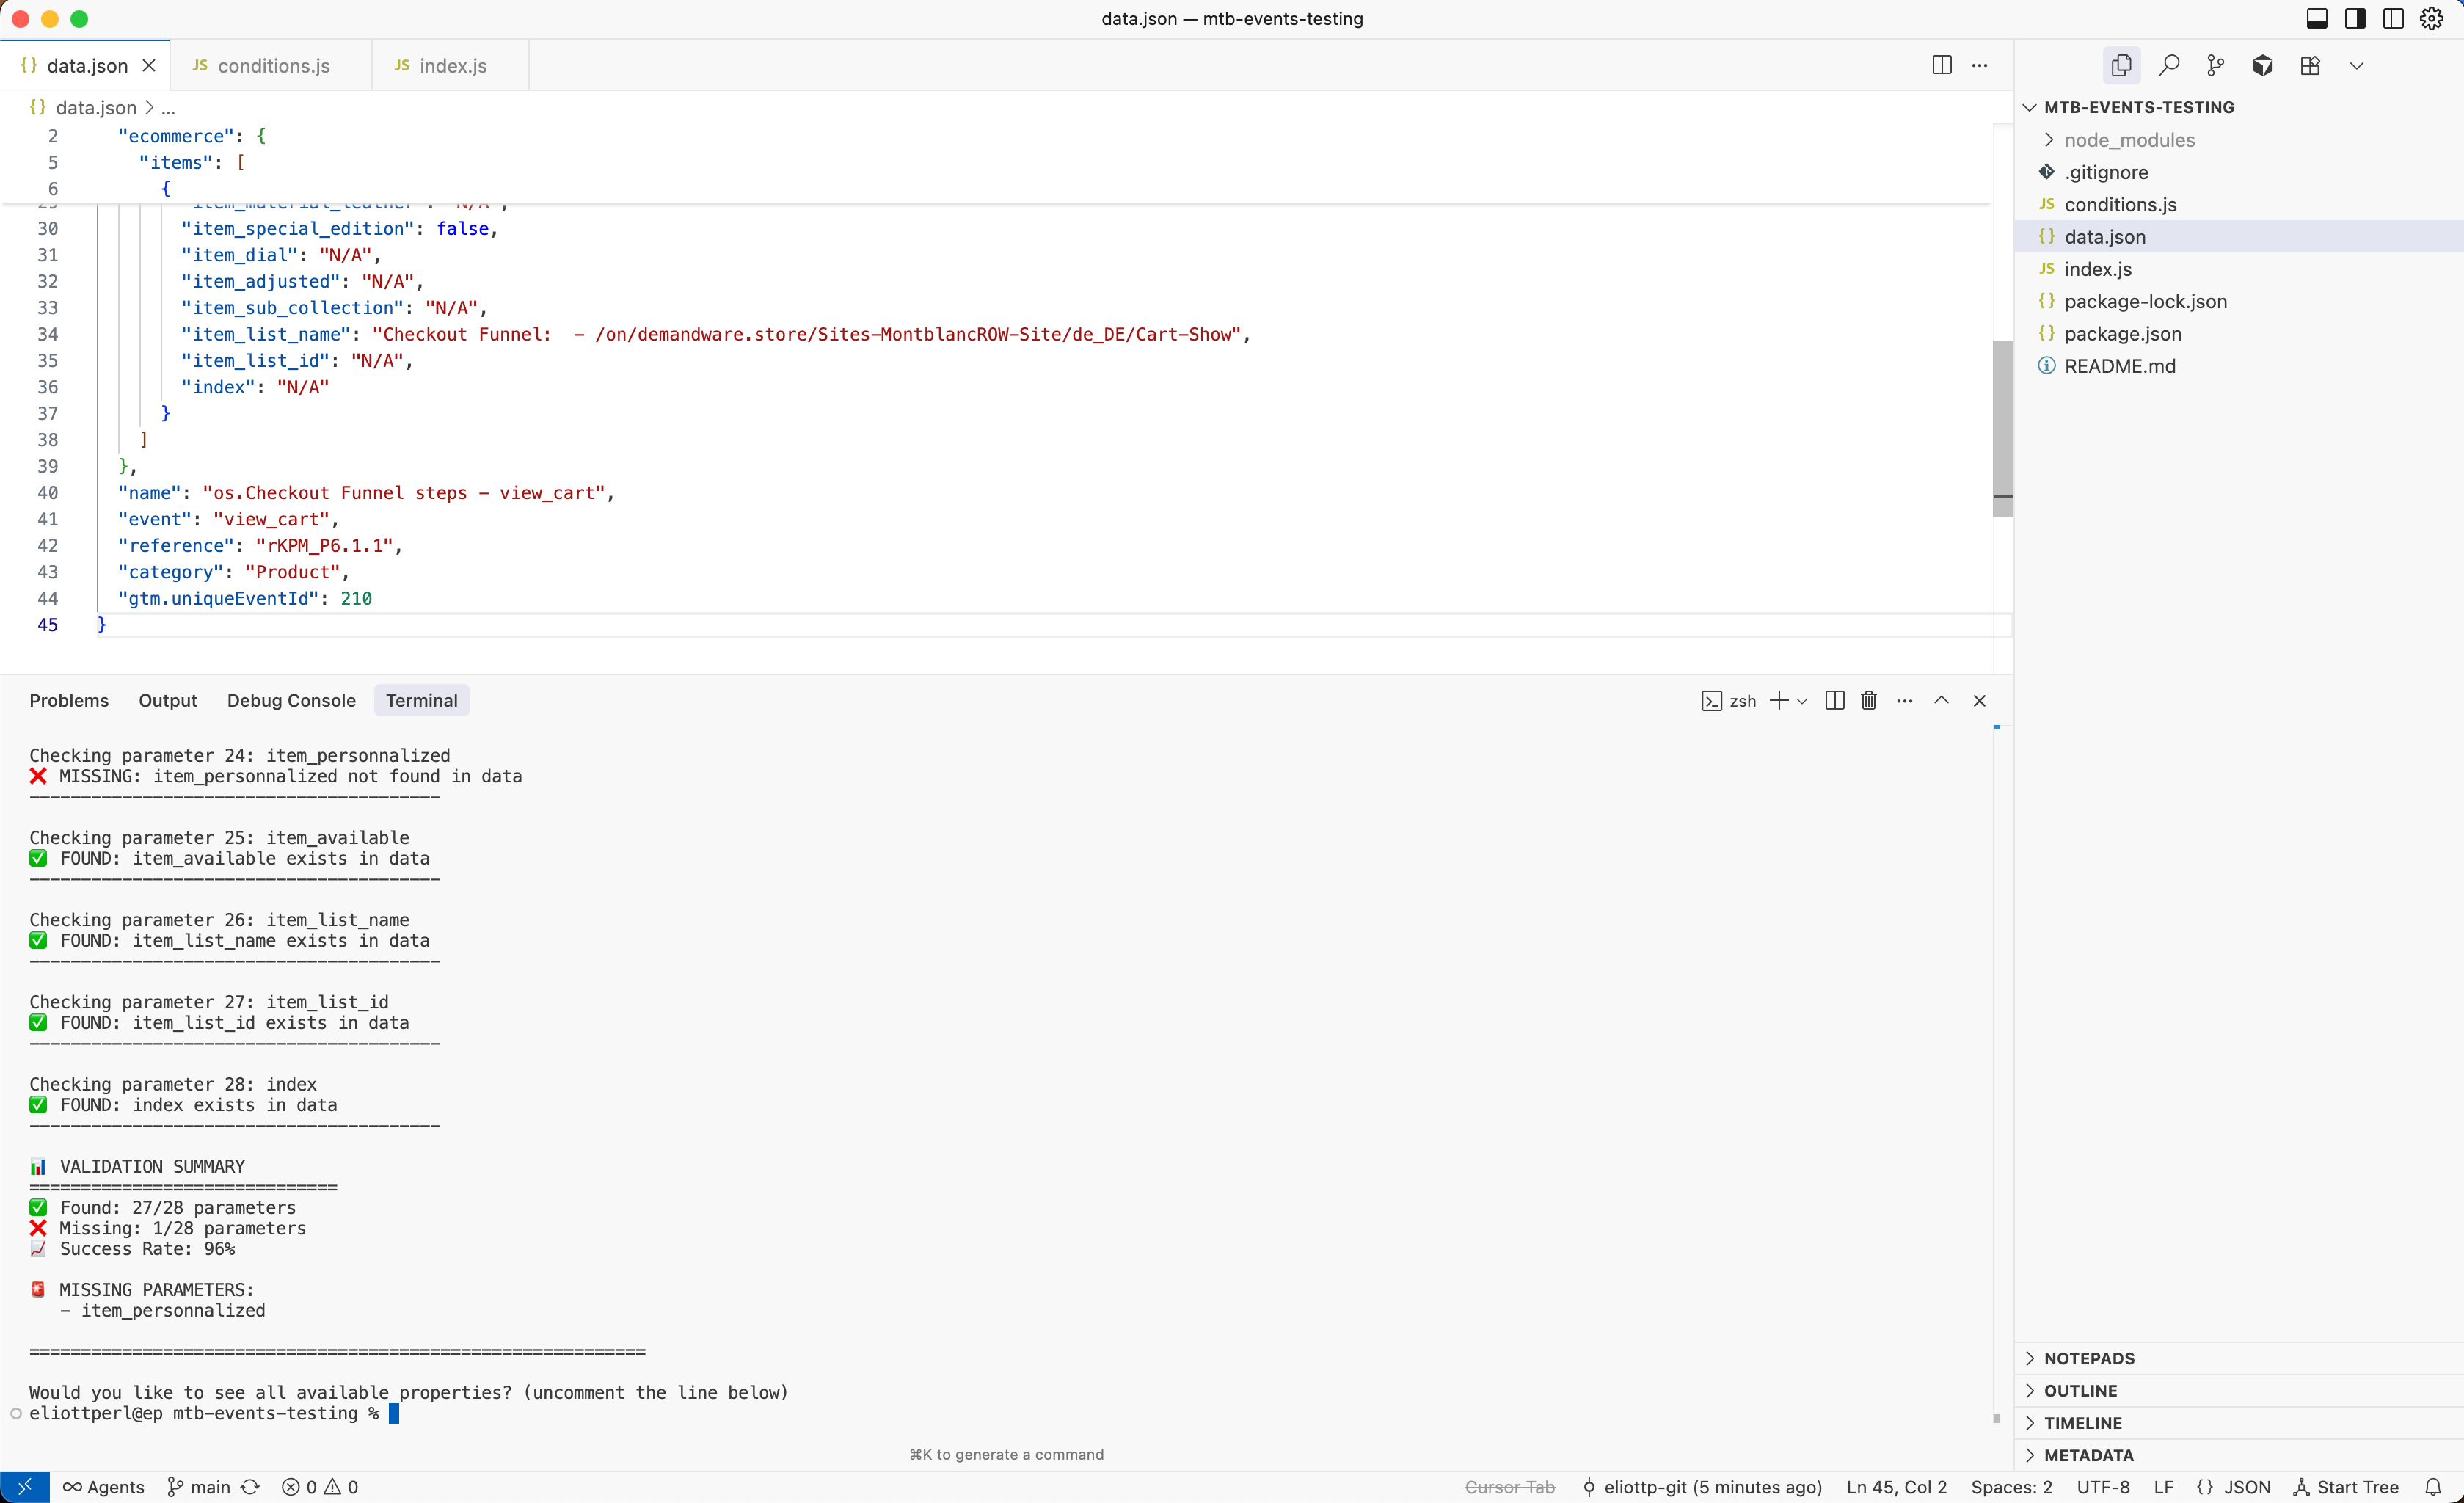 data.json — mtb-events-testing
{} data.json
JS conditions.js
JS index.js
{} data.json > ...
2 "ecommerce": {
5 "items": [
6 {
30 "item_special_edition": false,
31 "item_dial": "N/A",
32 "item_adjusted": "N/A",
33 "item_sub_collection": "N/A",
34 "item_list_name": "Checkout Funnel:  – /on/demandware.store/Sites-MontblancROW-Site/de_DE/Cart-Show",
35 "item_list_id": "N/A",
36 "index": "N/A"
37 }
38 ]
39 },
40 "name": "os.Checkout Funnel steps – view_cart",
41 "event": "view_cart",
42 "reference": "rKPM_P6.1.1",
43 "category": "Product",
44 "gtm.uniqueEventId": 210
45 }
Problems Output Debug Console Terminal
zsh
Checking parameter 24: item_personnalized
❌ MISSING: item_personnalized not found in data
----------------------------------------
Checking parameter 25: item_available
✅ FOUND: item_available exists in data
----------------------------------------
Checking parameter 26: item_list_name
✅ FOUND: item_list_name exists in data
----------------------------------------
Checking parameter 27: item_list_id
✅ FOUND: item_list_id exists in data
----------------------------------------
Checking parameter 28: index
✅ FOUND: index exists in data
----------------------------------------
📊 VALIDATION SUMMARY
==============================
✅ Found: 27/28 parameters
❌ Missing: 1/28 parameters
📈 Success Rate: 96%
🚨 MISSING PARAMETERS:
- item_personnalized
============================================================
Would you like to see all available properties? (uncomment the line below)
eliottperl@ep mtb-events-testing %
⌘K to generate a command
MTB-EVENTS-TESTING
node_modules
.gitignore
JS conditions.js
{} data.json
JS index.js
{} package-lock.json
{} package.json
README.md
NOTEPADS
OUTLINE
TIMELINE
METADATA
Agents
main
0
0
Cursor Tab
eliottp-git (5 minutes ago)
Ln 45, Col 2
Spaces: 2
UTF-8
LF
{} JSON
Start Tree